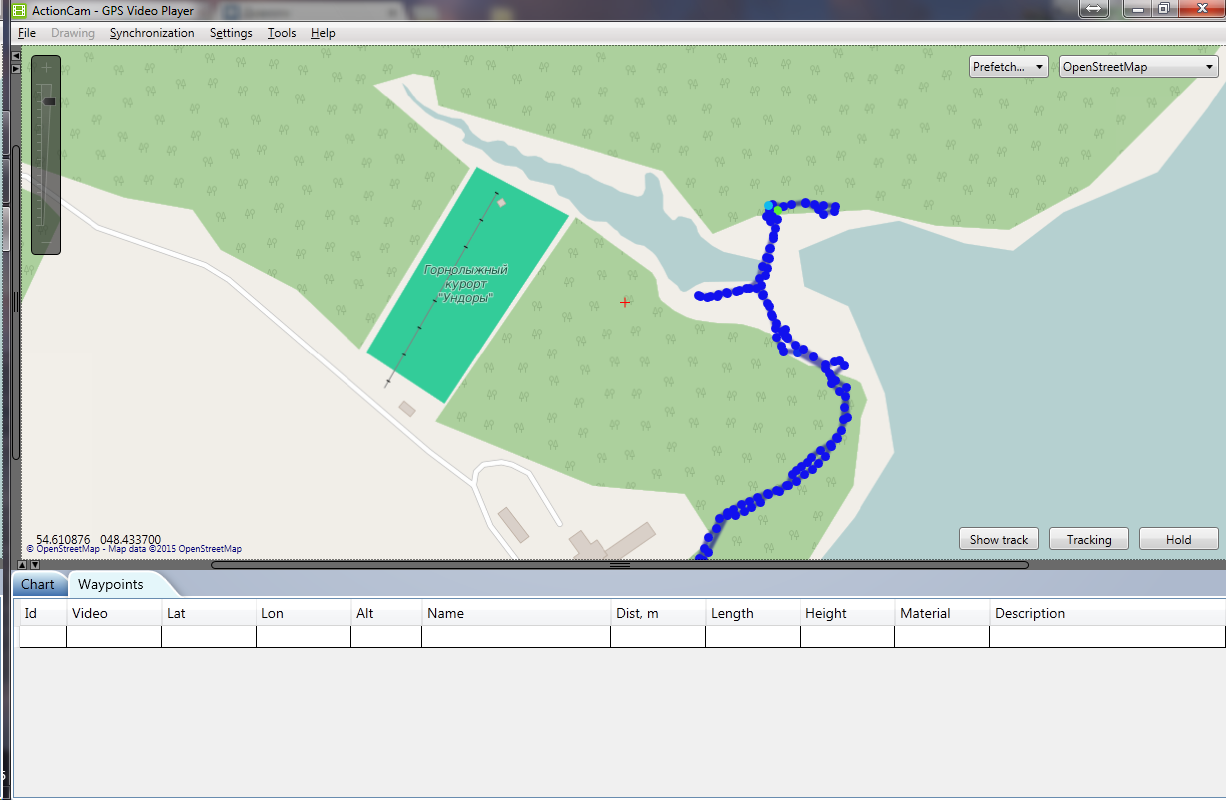 ActionCam - GPS Video Player
File Drawing Synchronization Settings Tools Help
Prefetch... OpenStreetMap
Горнолыжный
курорт
"Ундоры"
54.610876 048.433700
© OpenStreetMap - Map data ©2015 OpenStreetMap
Show track Tracking Hold
Chart Waypoints
Id Video Lat Lon Alt Name Dist, m Length Height Material Description